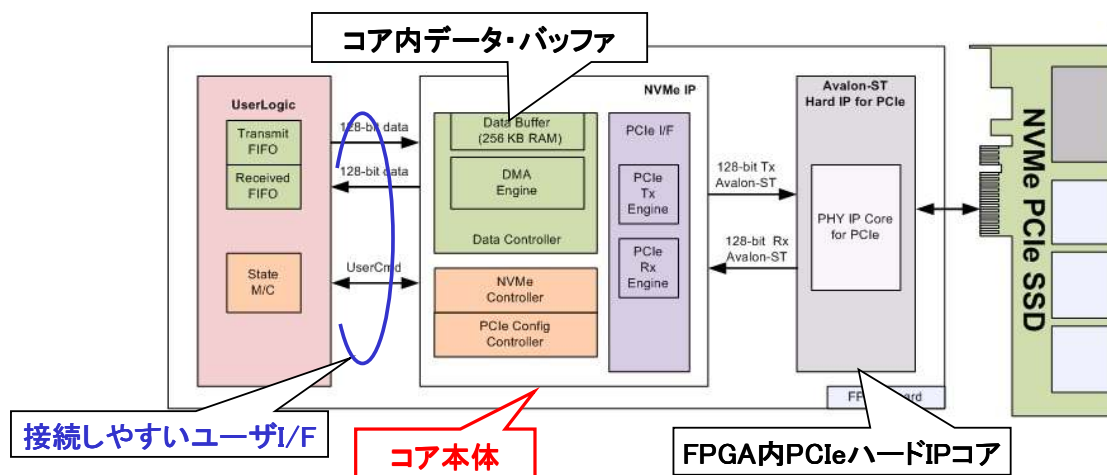 コア内データ・バッファ
UserLogic
Transmit
FIFO
Received
FIFO
State
M/C
128-bit data
128-bit data
UserCmd
NVMe IP
Data Buffer
(256 KB RAM)
DMA
Engine
Data Controller
NVMe
Controller
PCIe Config
Controller
PCIe I/F
PCIe
Tx
Engine
PCIe
Rx
Engine
128-bit Tx
Avalon-ST
128-bit Rx
Avalon-ST
Avalon-ST
Hard IP for PCIe
PHY IP Core
for PCIe
NVMe PCIe SSD
接続しやすいユーザI/F
コア本体
FPGA内PCIeハードIPコア